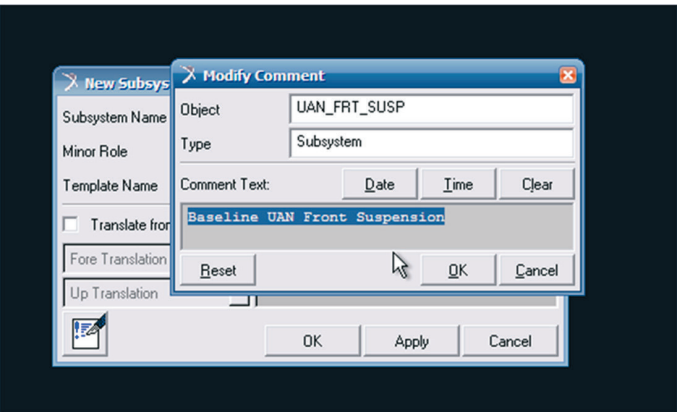 New Subsys
Modify Comment
Subsystem Name
Object
UAN_FRT_SUSP
Minor Role
Type
Subsystem
Template Name
Comment Text:
Date
Time
Clear
Translate from
Baseline UAN Front Suspension
Fore Translation
Reset
OK
Cancel
Up Translation
OK
Apply
Cancel